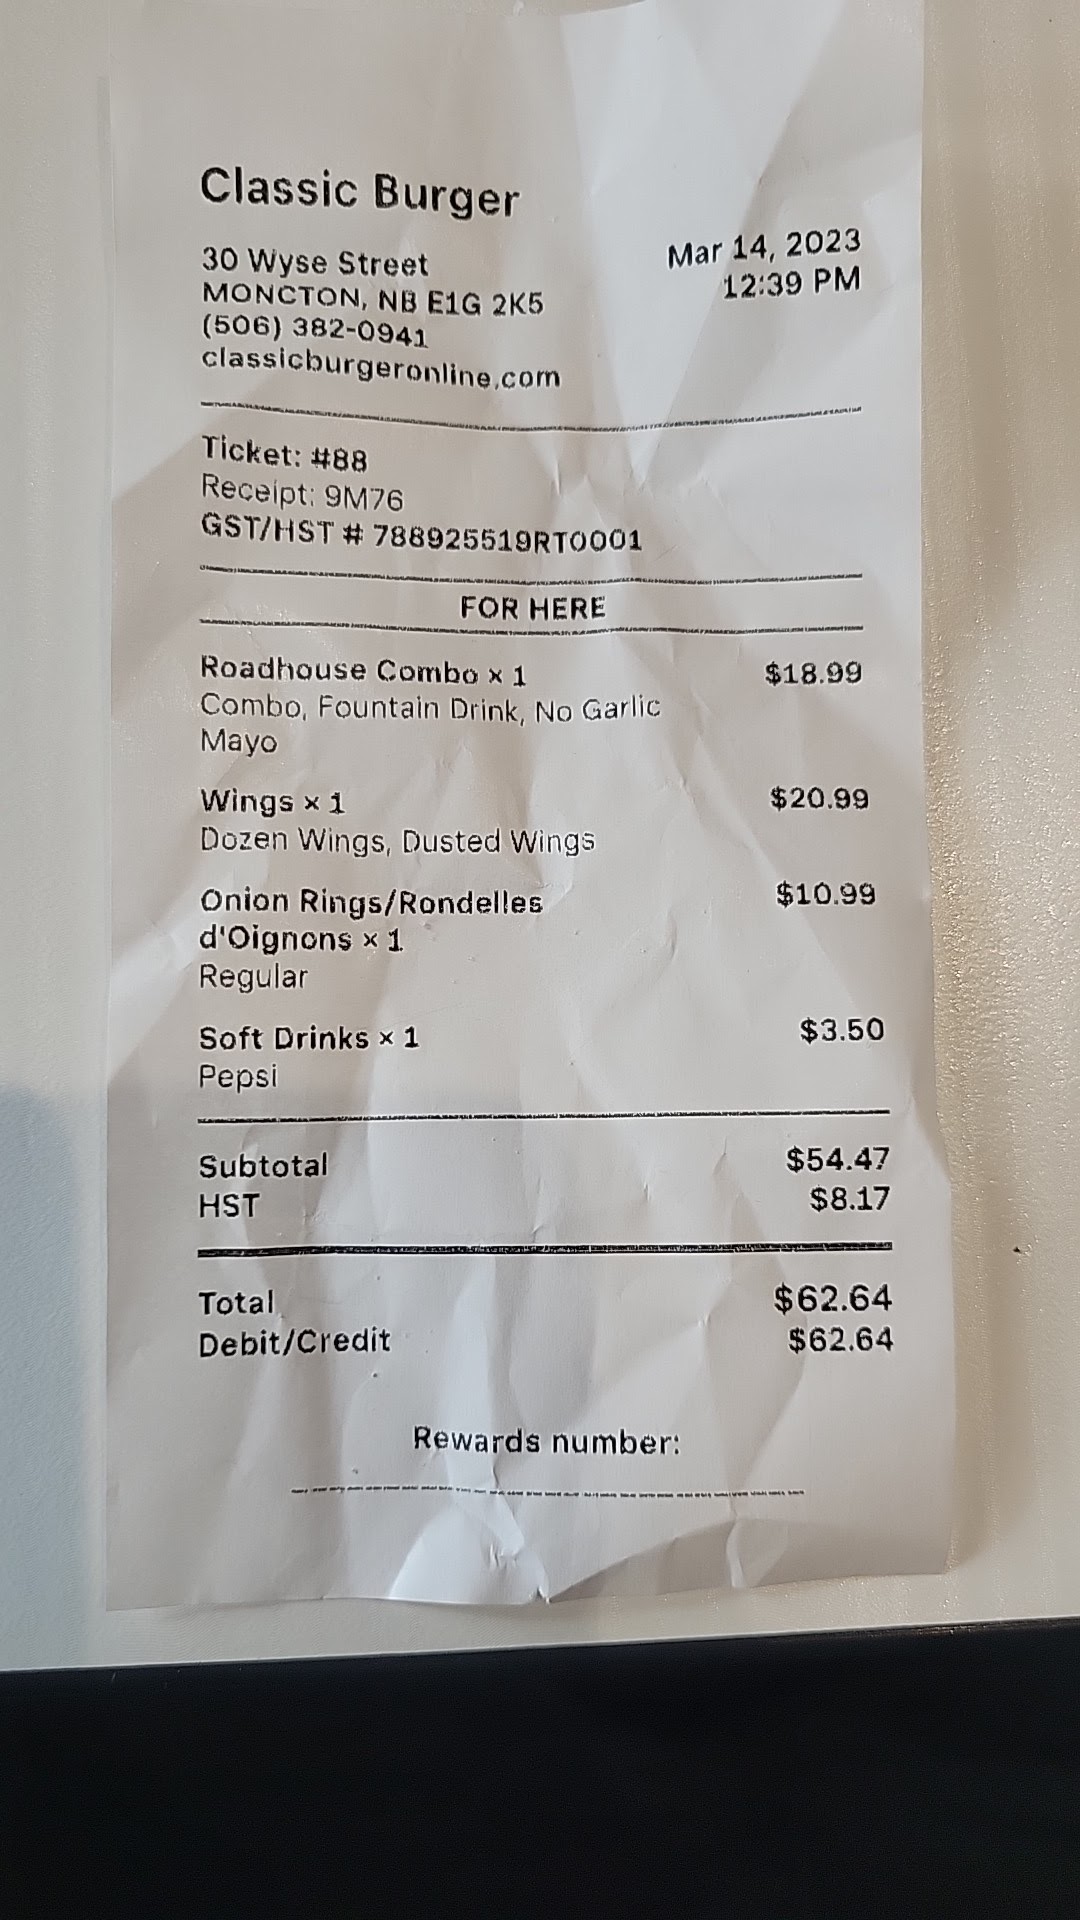 Classic Burger
30 Wyse Street
MONCTON, NB E1G 2K5
(506) 382-0941
classicburgeronline.com
Mar 14, 2023
12:39 PM
Ticket: #88
Receipt: 9M76
GST/HST # 788925519RT0001
FOR HERE
Roadhouse Combo × 1 $18.99
Combo, Fountain Drink, No Garlic
Mayo
Wings × 1 $20.99
Dozen Wings, Dusted Wings
Onion Rings/Rondelles $10.99
d'Oignons × 1
Regular
Soft Drinks × 1 $3.50
Pepsi
Subtotal $54.47
HST $8.17
Total $62.64
Debit/Credit $62.64
Rewards number: